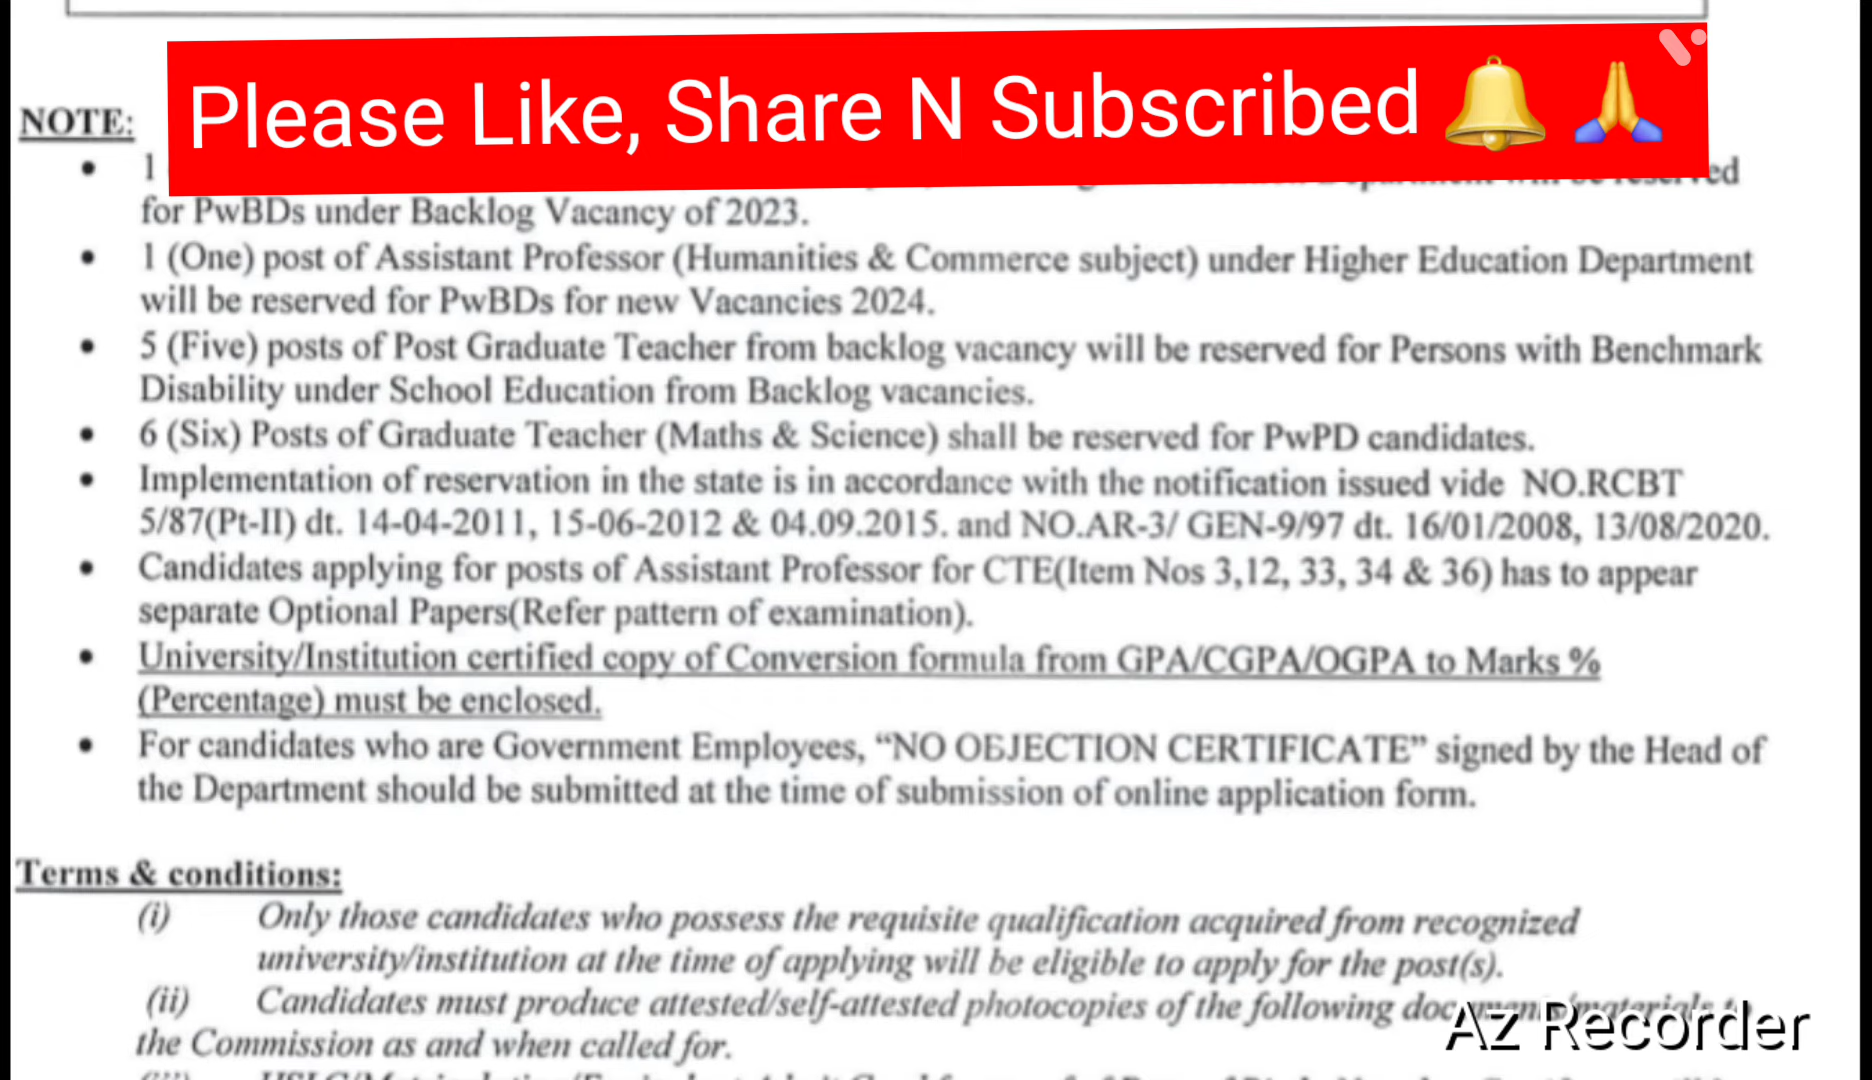 Please Like, Share N Subscribed
NOTE:
1
for PwBDs under Backlog Vacancy of 2023.
1 (One) post of Assistant Professor (Humanities & Commerce subject) under Higher Education Department
will be reserved for PwBDs for new Vacancies 2024.
5 (Five) posts of Post Graduate Teacher from backlog vacancy will be reserved for Persons with Benchmark
Disability under School Education from Backlog vacancies.
6 (Six) Posts of Graduate Teacher (Maths & Science) shall be reserved for PwPD candidates.
Implementation of reservation in the state is in accordance with the notification issued vide NO.RCBT
5/87(Pt-II) dt. 14-04-2011, 15-06-2012 & 04.09.2015. and NO.AR-3/ GEN-9/97 dt. 16/01/2008, 13/08/2020.
Candidates applying for posts of Assistant Professor for CTE(Item Nos 3,12, 33, 34 & 36) has to appear
separate Optional Papers(Refer pattern of examination).
University/Institution certified copy of Conversion formula from GPA/CGPA/OGPA to Marks %
(Percentage) must be enclosed.
For candidates who are Government Employees, “NO OBJECTION CERTIFICATE” signed by the Head of
the Department should be submitted at the time of submission of online application form.
Terms & conditions:
(i) Only those candidates who possess the requisite qualification acquired from recognized
university/institution at the time of applying will be eligible to apply for the post(s).
(ii) Candidates must produce attested/self-attested photocopies of the following
the Commission as and when called for.
Az Recorder